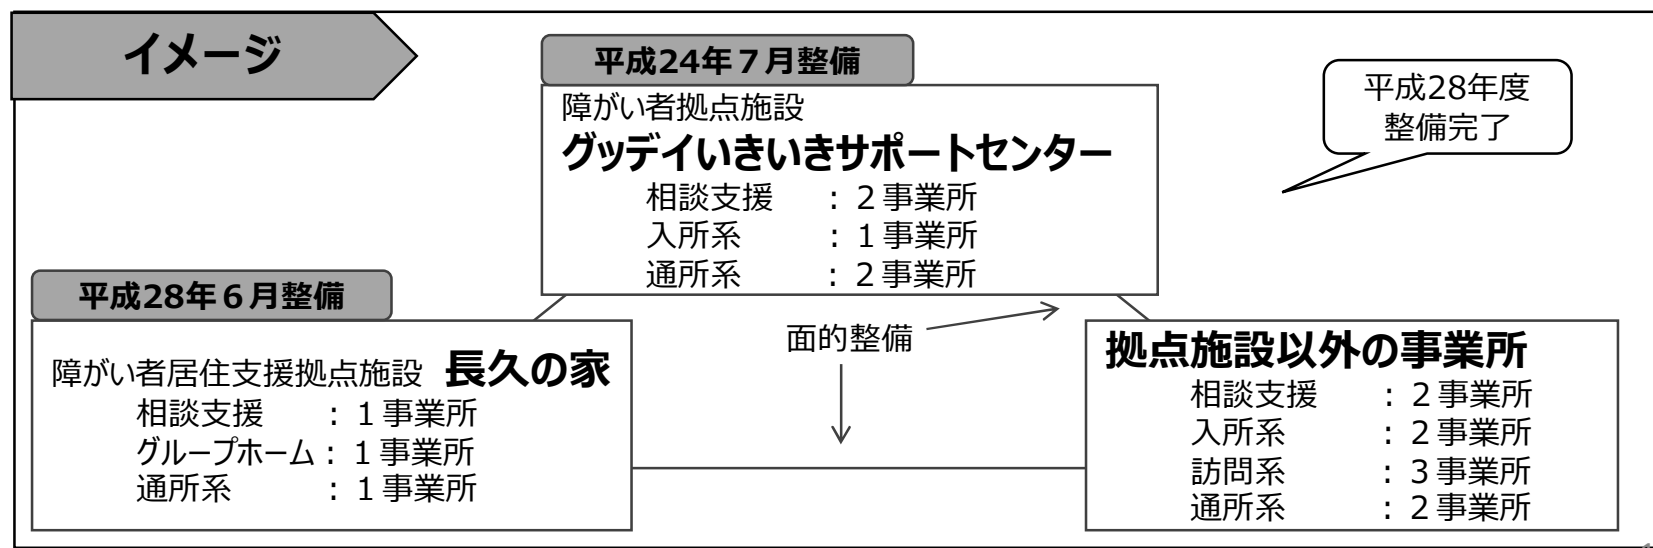 イメージ
平成24年７月整備
障がい者拠点施設
グッデイいきいきサポートセンター
相談支援　：２事業所
入所系　　：１事業所
通所系　　：２事業所
平成28年度
整備完了
平成28年６月整備
障がい者居住支援拠点施設 長久の家
相談支援　　：１事業所
グループホーム：１事業所
通所系　　　：１事業所
面的整備
拠点施設以外の事業所
相談支援　：２事業所
入所系　　：２事業所
訪問系　　：３事業所
通所系　　：２事業所